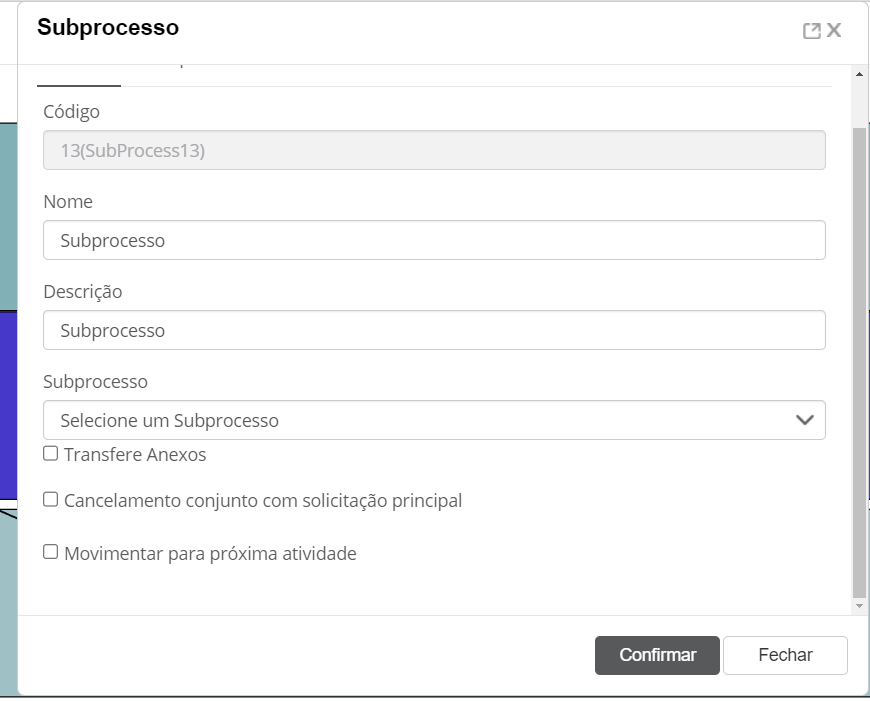 Subprocesso
Código
13(SubProcess13)
Nome
Subprocesso
Descrição
Subprocesso
Subprocesso
Selecione um Subprocesso
Transfere Anexos
Cancelamento conjunto com solicitação principal
Movimentar para próxima atividade
Confirmar
Fechar